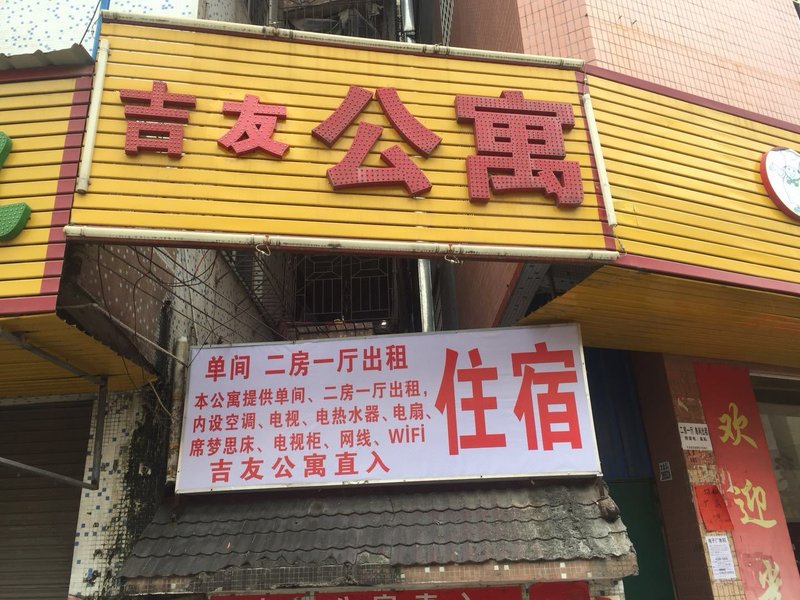 吉友公寓
单间 二房一厅出租
本公寓提供单间、二房一厅出租,
内设空调、电视、电热水器、电扇、
席梦思床、电视柜、网线、WiFi
吉友公寓直入
住宿
欢迎